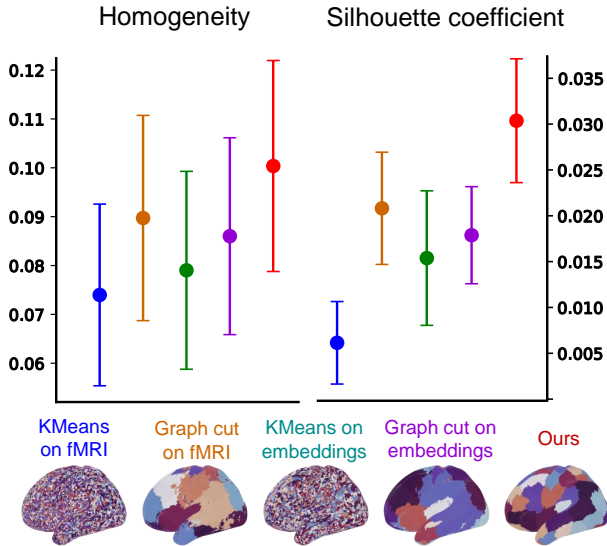 Homogeneity
Silhouette coefficient
0.12
0.11
0.10
0.09
0.08
0.07
0.06
0.035
0.030
0.025
0.020
0.015
0.010
0.005
KMeans
on fMRI
Graph cut
on fMRI
KMeans on
embeddings
Graph cut on
embeddings
Ours